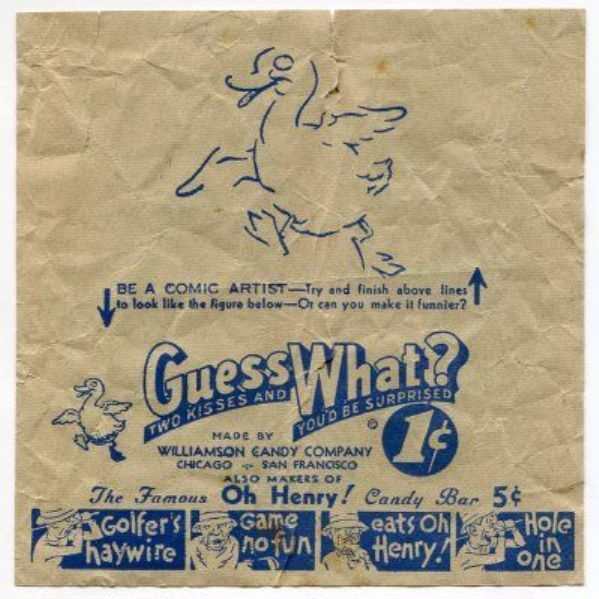 BE A COMIC ARTIST—Try and finish above lines
to look like the figure below—Or can you make it funnier?
Guess What?
TWO KISSES AND YOU'D BE SURPRISED
© 1¢
MADE BY
WILLIAMSON CANDY COMPANY
CHICAGO - SAN FRANCISCO
ALSO MAKERS OF
The Famous Oh Henry! Candy Bar 5¢
Golfer's
haywire
Game
no fun
eats Oh
Henry!
Hole
in
one